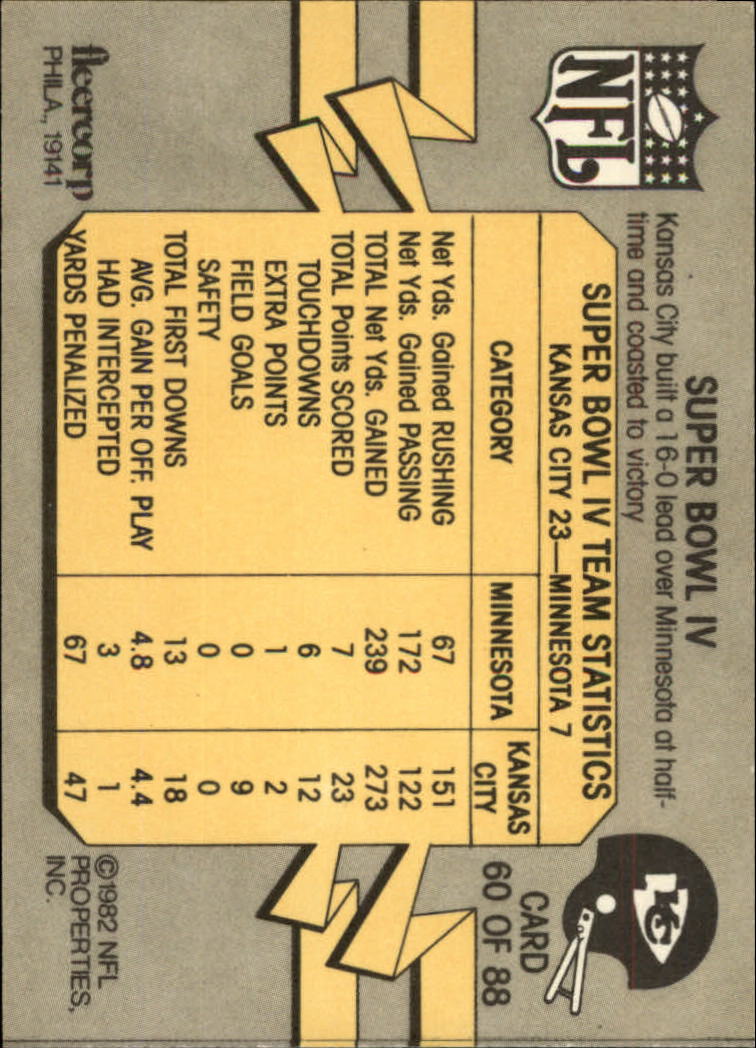 NFL
SUPER BOWL IV
Kansas City built a 16-0 lead over Minnesota at half-
time and coasted to victory
SUPER BOWL IV TEAM STATISTICS
KANSAS CITY 23—MINNESOTA 7
CATEGORY MINNESOTA KANSAS CITY
Net Yds. Gained RUSHING 67 151
Net Yds. Gained PASSING 172 122
TOTAL Net Yds. GAINED 239 273
TOTAL Points SCORED 7 23
TOUCHDOWNS 6 12
EXTRA POINTS 1 2
FIELD GOALS 0 9
SAFETY 0 0
TOTAL FIRST DOWNS 13 18
AVG. GAIN PER OFF. PLAY 4.8 4.4
HAD INTERCEPTED 3 1
YARDS PENALIZED 67 47
KC
CARD
60 OF 88
fleercorp
PHILA., 19141
©1982 NFL
PROPERTIES,
INC.